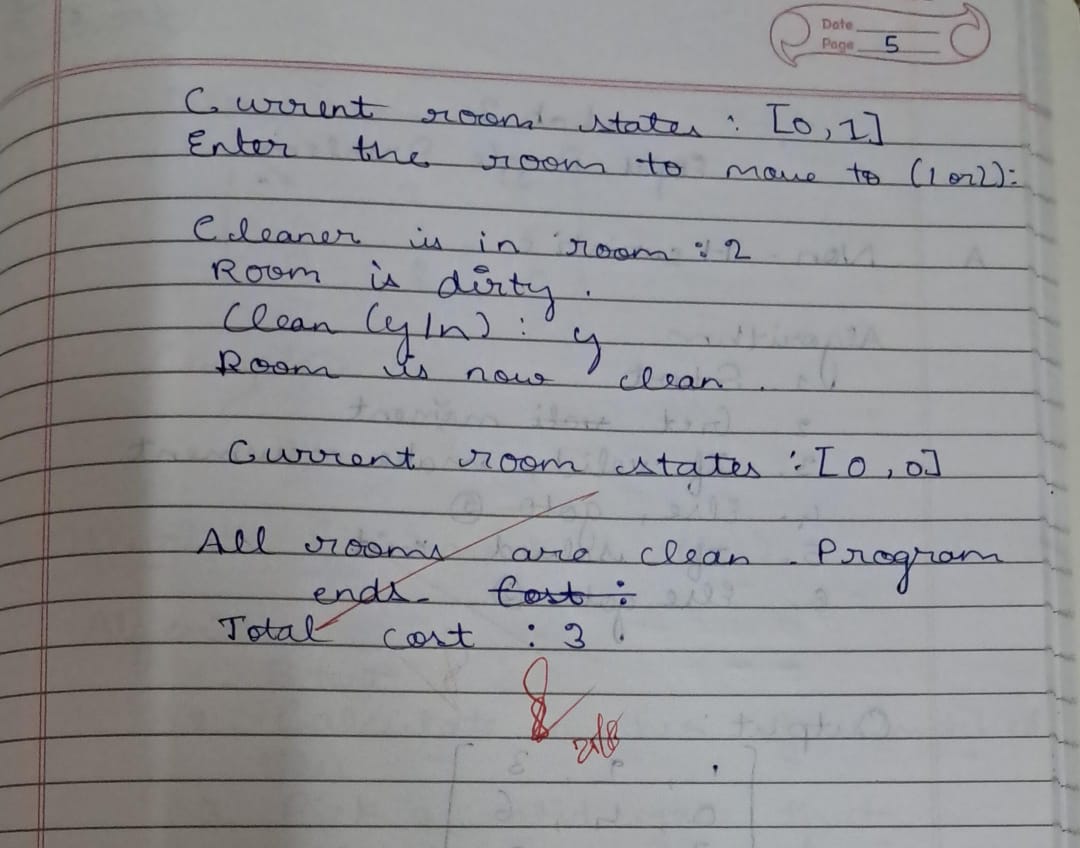 Date
Page 5
Current room states : [0,1]
Enter the room to move to (1 or 2):
Cleaner is in room : 2
Room is dirty.
Clean (y/n) : y
Room is now clean.
Current room states : [0,0]
All rooms are clean. Program
ends. Cost :
Total cost : 3.